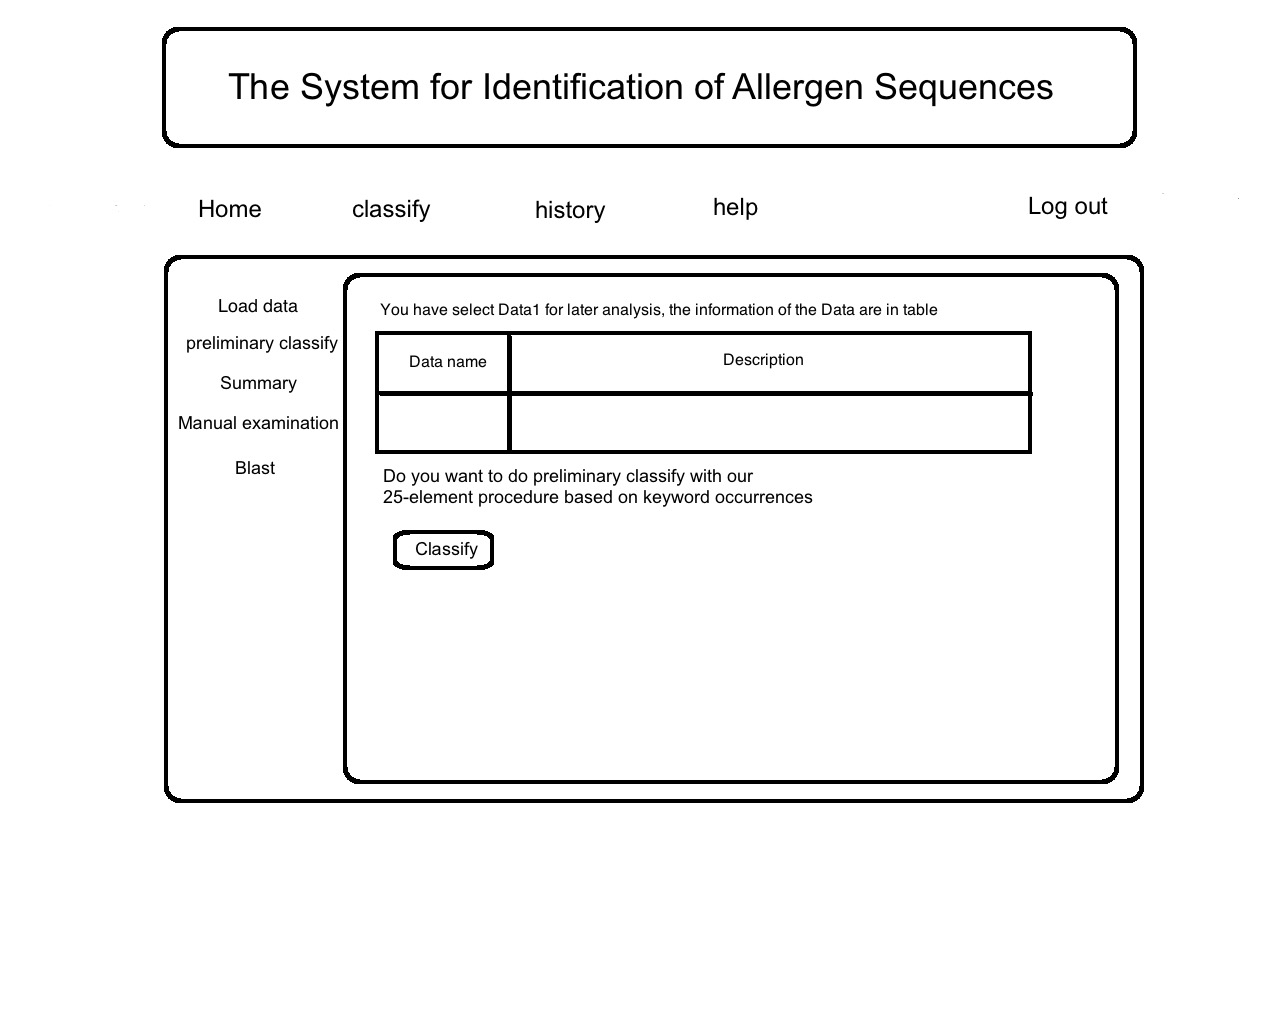 The System for Identification of Allergen Sequences
Home classify history help Log out
Load data
preliminary classify
Summary
Manual examination
Blast
You have select Data1 for later analysis, the information of the Data are in table
Data name Description
Do you want to do preliminary classify with our
25-element procedure based on keyword occurrences
Classify